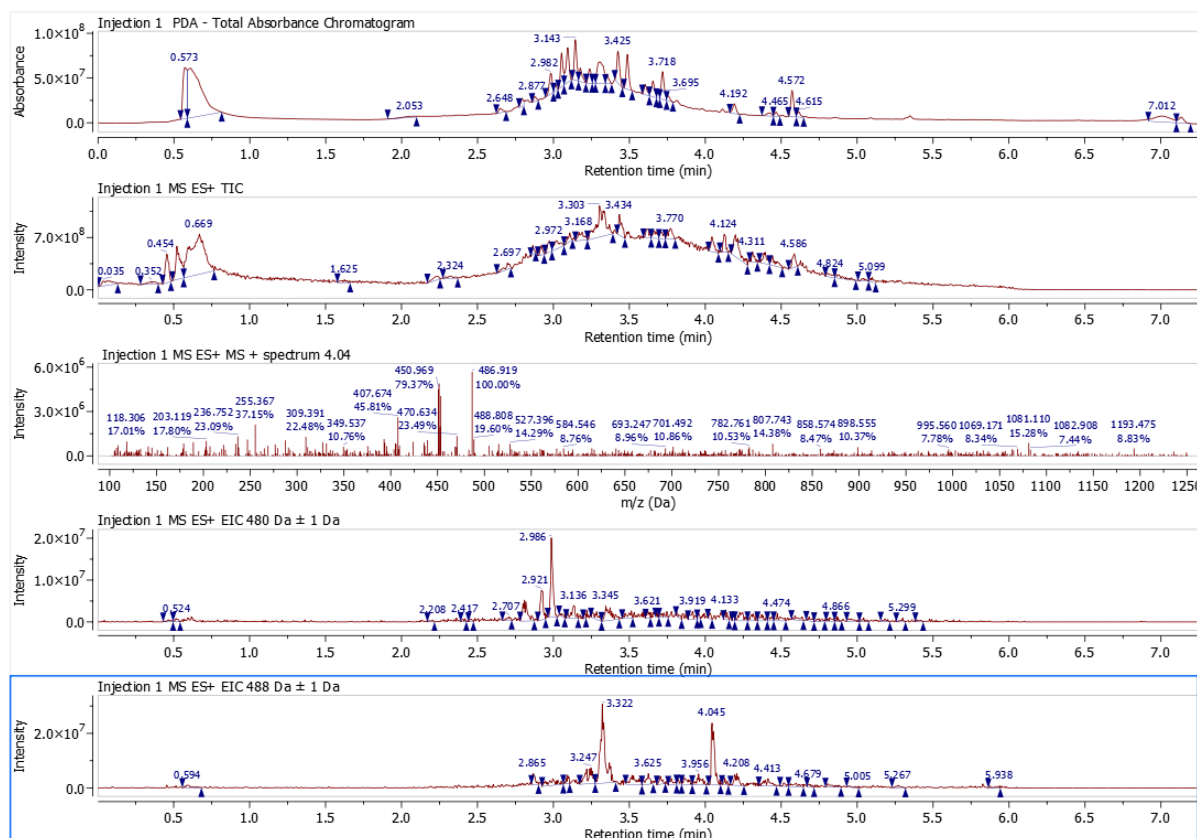 Injection 1 PDA - Total Absorbance Chromatogram
Absorbance
1.0×10^8
5.0×10^7
0.0
0.573 2.053 2.648 2.877 2.982 3.143 3.425 3.718 3.695 4.192 4.465 4.572 4.615 7.012
0.0 0.5 1.0 1.5 2.0 2.5 3.0 3.5 4.0 4.5 5.0 5.5 6.0 6.5 7.0
Retention time (min)
Injection 1 MS ES+ TIC
Intensity
7.0×10^8
0.0
0.035 0.352 0.454 0.669 1.625 2.324 2.697 2.972 3.168 3.303 3.434 3.770 4.124 4.311 4.586 4.824 5.099
0.5 1.0 1.5 2.0 2.5 3.0 3.5 4.0 4.5 5.0 5.5 6.0 6.5 7.0
Retention time (min)
Injection 1 MS ES+ MS + spectrum 4.04
Intensity
6.0×10^6
3.0×10^6
0.0
118.306
17.01%
203.119
17.80%
236.752
23.09%
255.367
37.15%
309.391
22.48%
349.537
10.76%
407.674
45.81%
450.969
79.37%
470.634
23.49%
486.919
100.00%
488.808
19.60%
527.396
14.29%
584.546
8.76%
693.247
8.96%
701.492
10.86%
782.761
10.53%
807.743
14.38%
858.574
8.47%
898.555
10.37%
995.560
7.78%
1069.171
8.34%
1081.110
15.28%
1082.908
7.44%
1193.475
8.83%
100 150 200 250 300 350 400 450 500 550 600 650 700 750 800 850 900 950 1000 1050 1100 1150 1200 1250
m/z (Da)
Injection 1 MS ES+ EIC 480 Da ± 1 Da
Intensity
2.0×10^7
1.0×10^7
0.0
0.524 2.208 2.417 2.707 2.921 2.986 3.136 3.345 3.621 3.919 4.133 4.474 4.866 5.299
0.5 1.0 1.5 2.0 2.5 3.0 3.5 4.0 4.5 5.0 5.5 6.0 6.5 7.0
Retention time (min)
Injection 1 MS ES+ EIC 488 Da ± 1 Da
Intensity
2.0×10^7
0.0
0.594 2.865 3.247 3.322 3.625 3.956 4.045 4.208 4.413 4.679 5.005 5.267 5.938
0.5 1.0 1.5 2.0 2.5 3.0 3.5 4.0 4.5 5.0 5.5 6.0 6.5 7.0
Retention time (min)